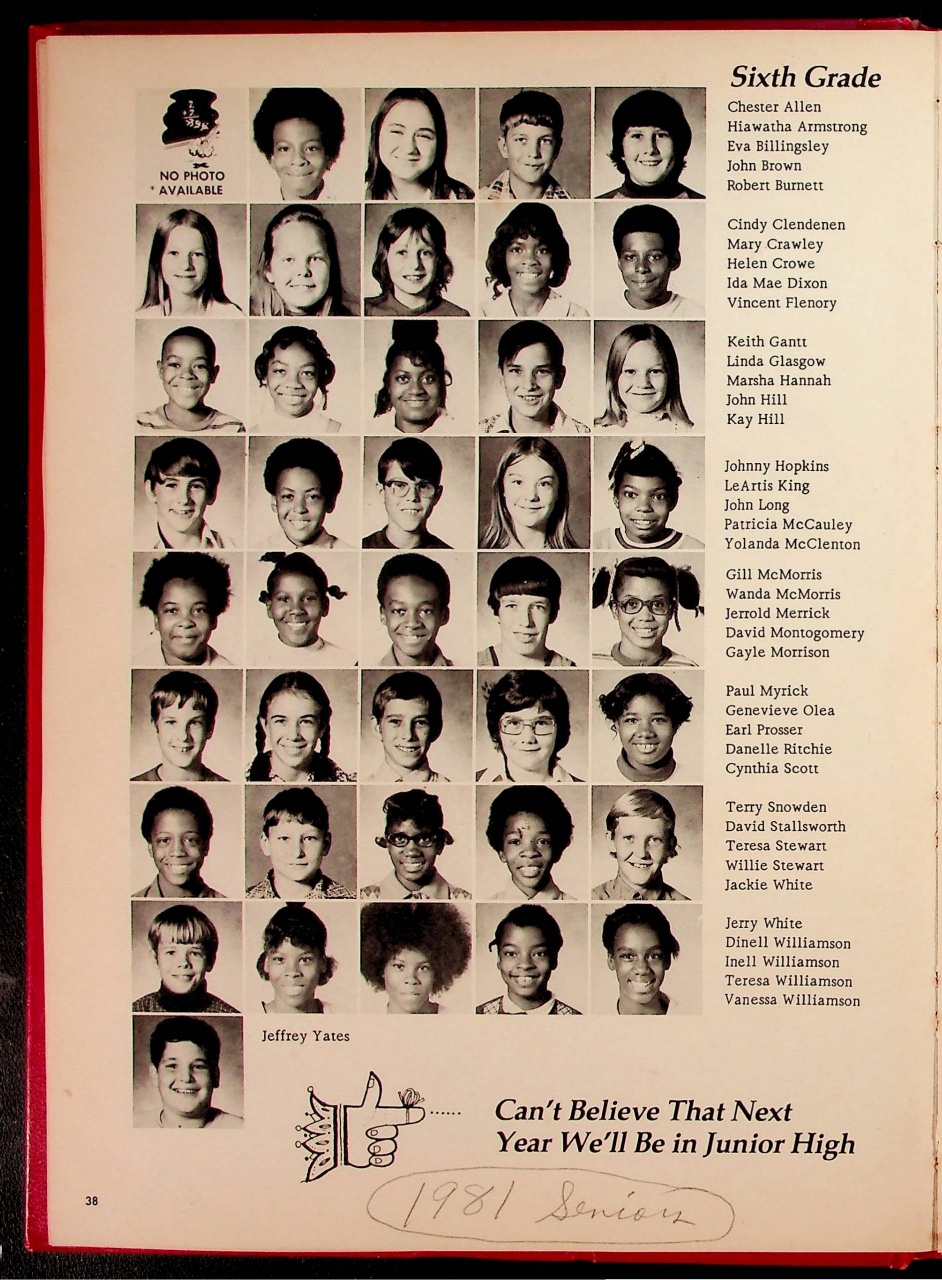 Sixth Grade
NO PHOTO
AVAILABLE
Chester Allen
Hiawatha Armstrong
Eva Billingsley
John Brown
Robert Burnett
Cindy Clendenen
Mary Crawley
Helen Crowe
Ida Mae Dixon
Vincent Flenory
Keith Gantt
Linda Glasgow
Marsha Hannah
John Hill
Kay Hill
Johnny Hopkins
LeArtis King
John Long
Patricia McCauley
Yolanda McClenton
Gill McMorris
Wanda McMorris
Jerrold Merrick
David Montogomery
Gayle Morrison
Paul Myrick
Genevieve Olea
Earl Prosser
Danelle Ritchie
Cynthia Scott
Terry Snowden
David Stallsworth
Teresa Stewart
Willie Stewart
Jackie White
Jerry White
Dinell Williamson
Inell Williamson
Teresa Williamson
Vanessa Williamson
Jeffrey Yates
Can't Believe That Next
Year We'll Be in Junior High
1981 Seniors
38